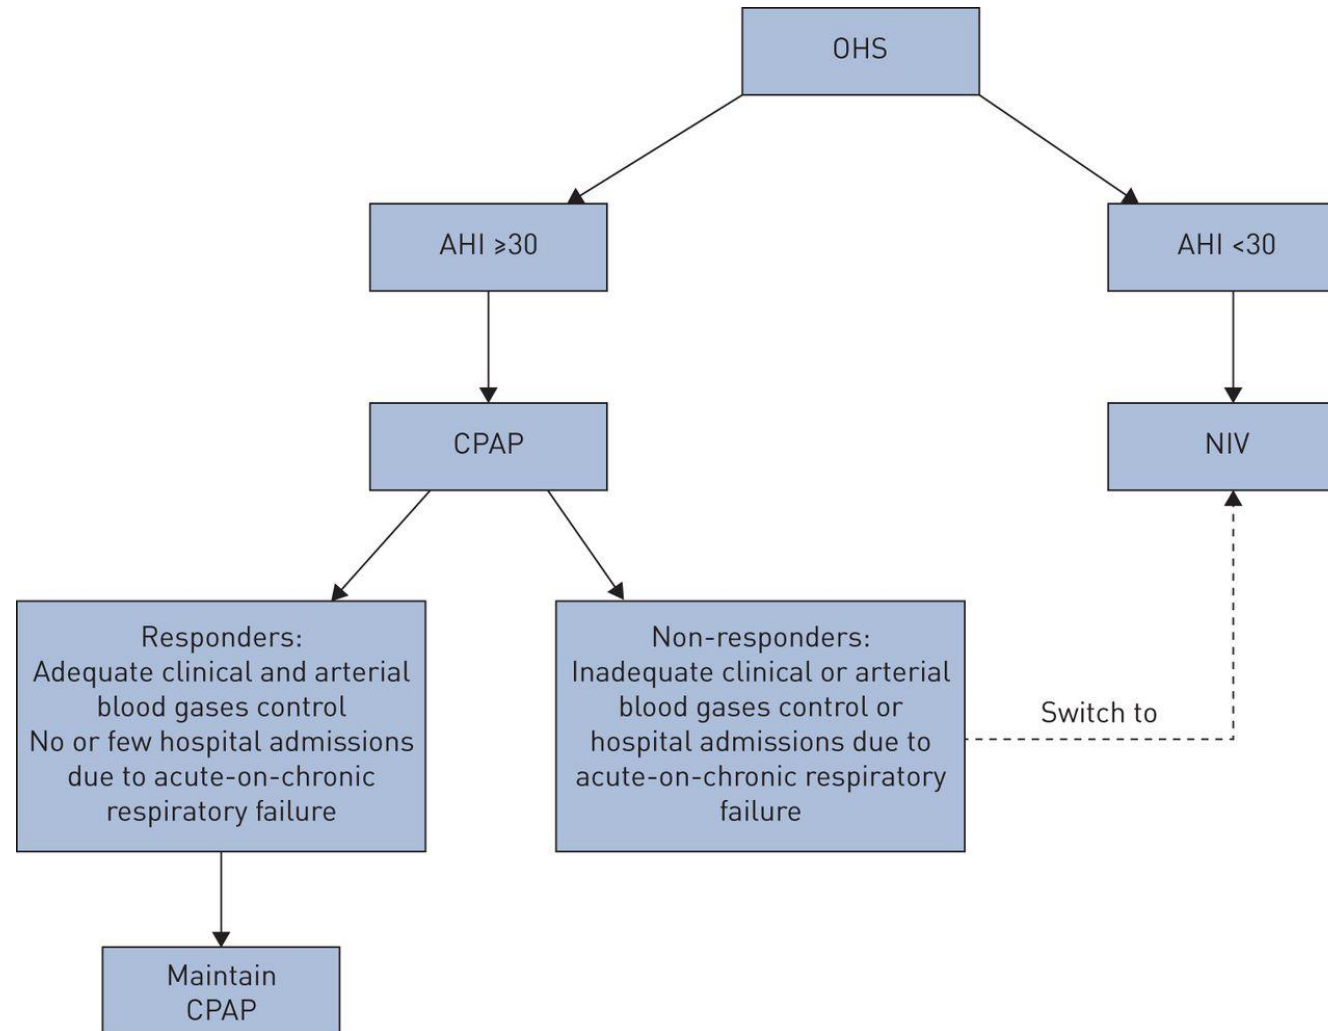 OHS
AHI ⩾30
AHI <30
CPAP
NIV
Responders:
Adequate clinical and arterial
blood gases control
No or few hospital admissions
due to acute-on-chronic
respiratory failure
Non-responders:
Inadequate clinical or arterial
blood gases control or
hospital admissions due to
acute-on-chronic respiratory
failure
Switch to
Maintain
CPAP